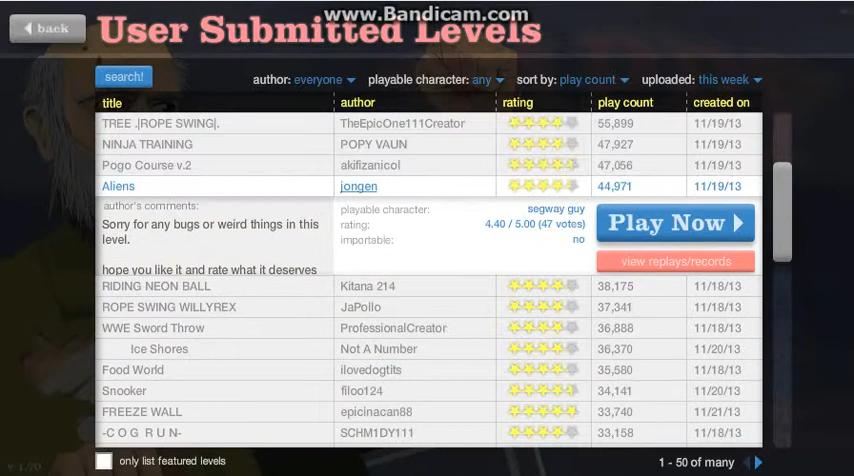 www.Bandicam.com
back
User Submitted Levels
search!
author: everyone playable character: any sort by: play count uploaded: this week
title author rating play count created on
TREE .|ROPE SWING|. TheEpicOne111Creator 55,899 11/19/13
NINJA TRAINING POPY VAUN 47,927 11/19/13
Pogo Course v.2 akifizanicol 47,056 11/19/13
Aliens jongen 44,971 11/19/13
author's comments:
Sorry for any bugs or weird things in this
level.
hope you like it and rate what it deserves
playable character: segway guy
rating: 4.40 / 5.00 (47 votes)
importable: no
Play Now
view replays/records
RIDING NEON BALL Kitana 214 38,175 11/18/13
ROPE SWING WILLYREX JaPollo 37,341 11/18/13
WWE Sword Throw ProfessionalCreator 36,888 11/18/13
Ice Shores Not A Number 36,370 11/20/13
Food World ilovedogtits 35,580 11/18/13
Snooker filoo124 34,141 11/20/13
FREEZE WALL epicinacan88 33,740 11/21/13
-C O G R U N- SCHM1DY111 33,158 11/18/13
only list featured levels
1 - 50 of many
v 1.70